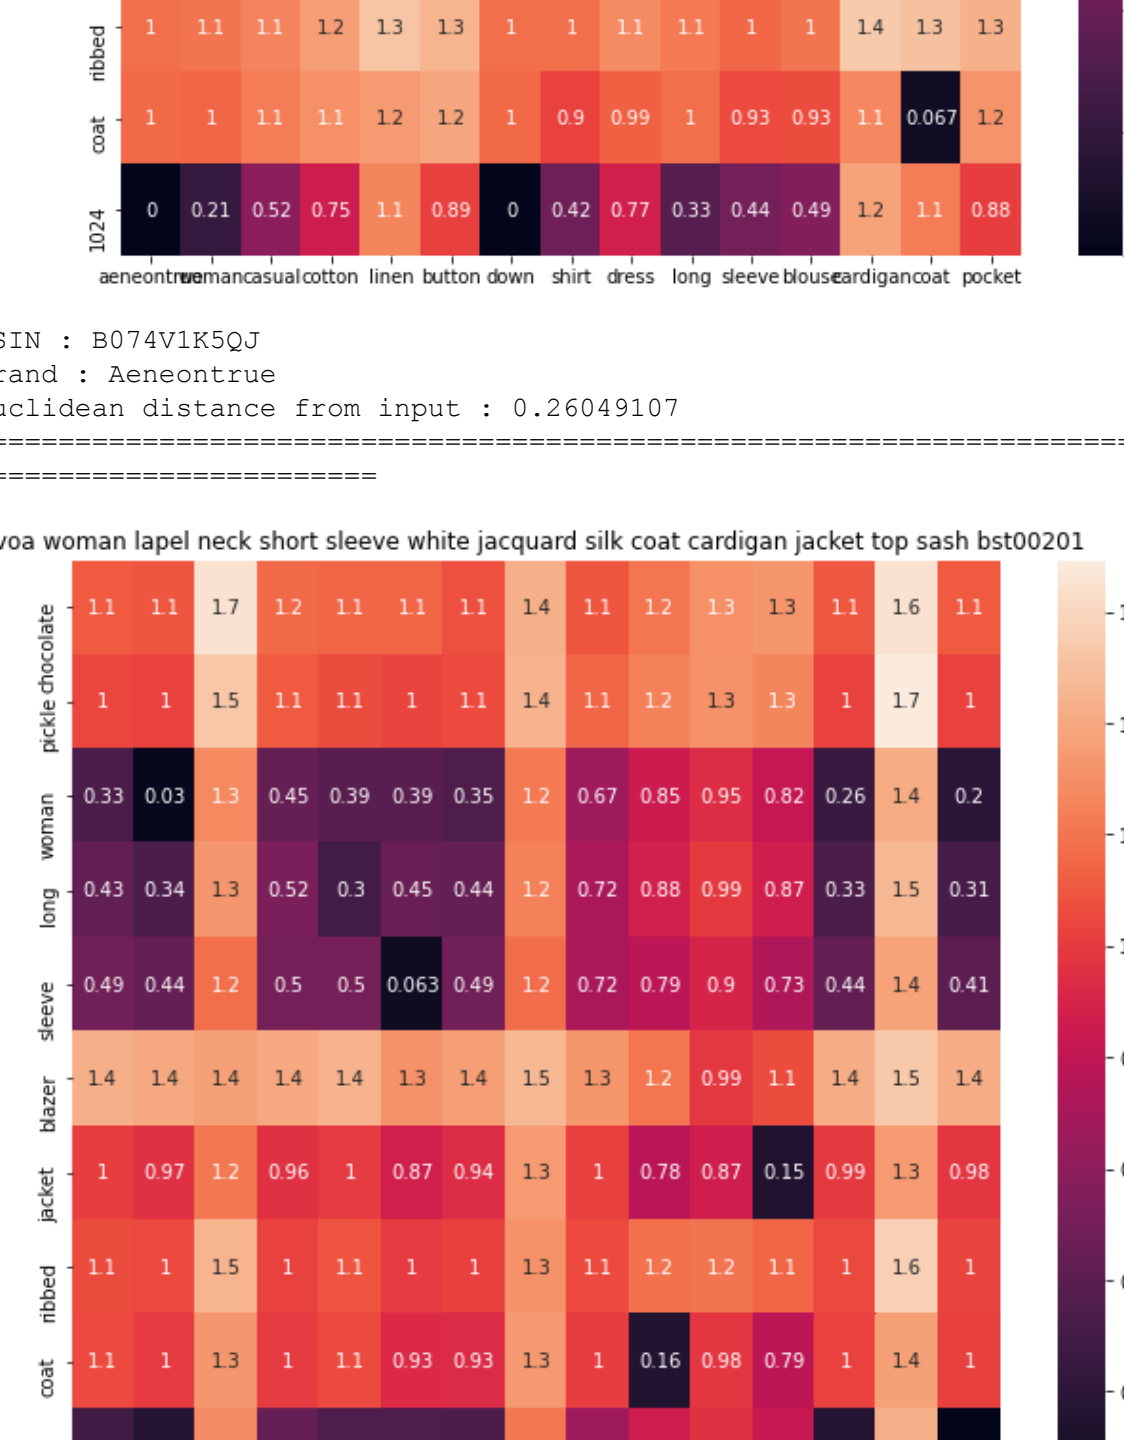 ribbed 1 1.1 1.1 1.2 1.3 1.3 1 1 1.1 1.1 1 1 1.4 1.3 1.3
coat 1 1 1.1 1.1 1.2 1.2 1 0.9 0.99 1 0.93 0.93 1.1 0.067 1.2
1024 0 0.21 0.52 0.75 1.1 0.89 0 0.42 0.77 0.33 0.44 0.49 1.2 1.1 0.88
aeneontrue woman casual cotton linen button down shirt dress long sleeve blouse cardigan coat pocket
SIN : B074V1K5QJ
rand : Aeneontrue
uclidean distance from input : 0.26049107
voa woman lapel neck short sleeve white jacquard silk coat cardigan jacket top sash bst00201
chocolate 1.1 1.1 1.7 1.2 1.1 1.1 1.1 1.4 1.1 1.2 1.3 1.3 1.1 1.6 1.1
pickle 1 1 1.5 1.1 1.1 1 1.1 1.4 1.1 1.2 1.3 1.3 1 1.7 1
woman 0.33 0.03 1.3 0.45 0.39 0.39 0.35 1.2 0.67 0.85 0.95 0.82 0.26 1.4 0.2
long 0.43 0.34 1.3 0.52 0.3 0.45 0.44 1.2 0.72 0.88 0.99 0.87 0.33 1.5 0.31
sleeve 0.49 0.44 1.2 0.5 0.5 0.063 0.49 1.2 0.72 0.79 0.9 0.73 0.44 1.4 0.41
blazer 1.4 1.4 1.4 1.4 1.4 1.3 1.4 1.5 1.3 1.2 0.99 1.1 1.4 1.5 1.4
jacket 1 0.97 1.2 0.96 1 0.87 0.94 1.3 1 0.78 0.87 0.15 0.99 1.3 0.98
ribbed 1.1 1 1.5 1 1.1 1 1 1.3 1.1 1.2 1.2 1.1 1 1.6 1
coat 1.1 1 1.3 1 1.1 0.93 0.93 1.3 1 0.16 0.98 0.79 1 1.4 1